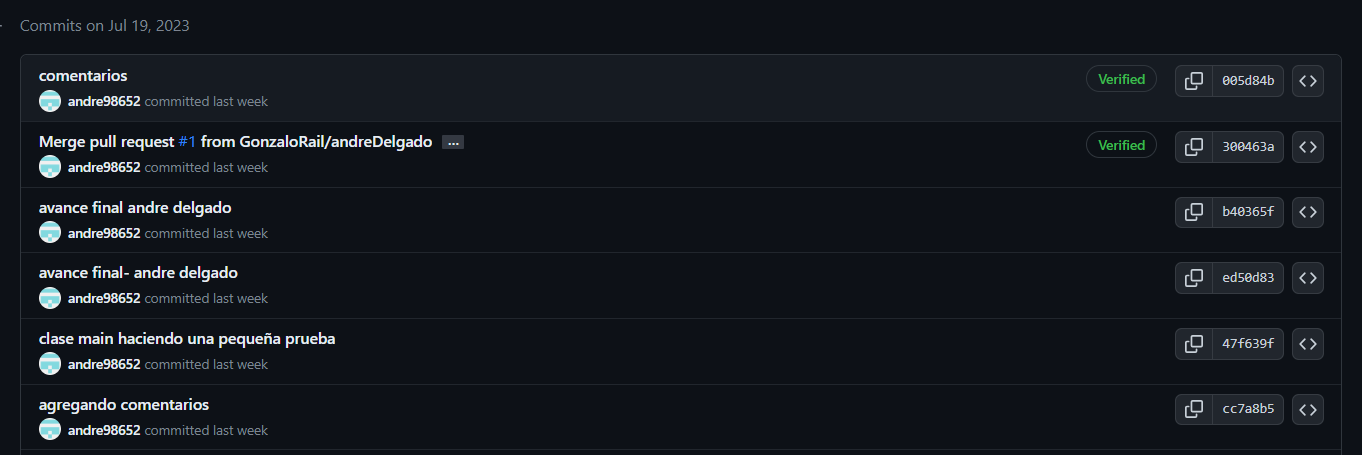 Commits on Jul 19, 2023
comentarios
andre98652 committed last week
Verified
005d84b
Merge pull request #1 from GonzaloRail/andreDelgado ...
andre98652 committed last week
Verified
300463a
avance final andre delgado
andre98652 committed last week
b40365f
avance final- andre delgado
andre98652 committed last week
ed50d83
clase main haciendo una pequeña prueba
andre98652 committed last week
47f639f
agregando comentarios
andre98652 committed last week
cc7a8b5